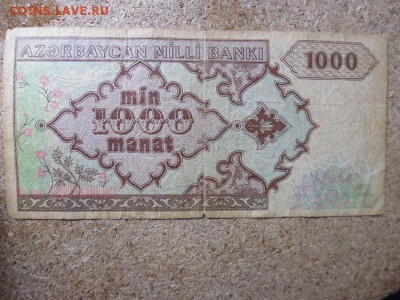 COINS.LAVE.RU
AZƏRBAYCAN MİLLİ BANKI
1000
min
1000
manat